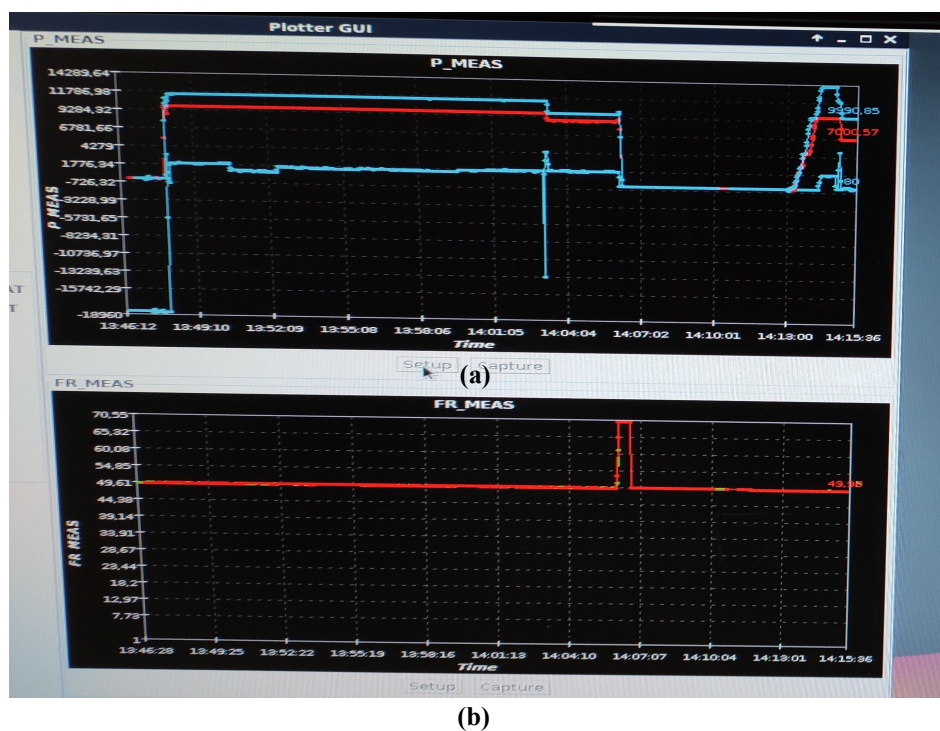 Plotter GUI
P_MEAS
P_MEAS
14289,64
11786,98
9284,32
6781,66
4279
1776,34
-726,32
-3228,99
-5731,65
-8234,31
-10736,97
-13239,63
-15742,29
-18960
P_MEAS
9990,85
7000,57
13:46:12 13:49:10 13:52:09 13:55:08 13:58:06 14:01:05 14:04:04 14:07:02 14:10:01 14:13:00 14:15:36
Time
Setup Capture
(a)
AT
T
FR_MEAS
FR_MEAS
70,55
65,32
60,08
54,85
49,61
44,38
39,14
33,91
28,67
23,44
18,2
12,97
7,73
1
FR MEAS
49,95
13:46:28 13:49:25 13:52:22 13:55:19 13:58:16 14:01:13 14:04:10 14:07:07 14:10:04 14:13:01 14:15:36
Time
Setup Capture
(b)